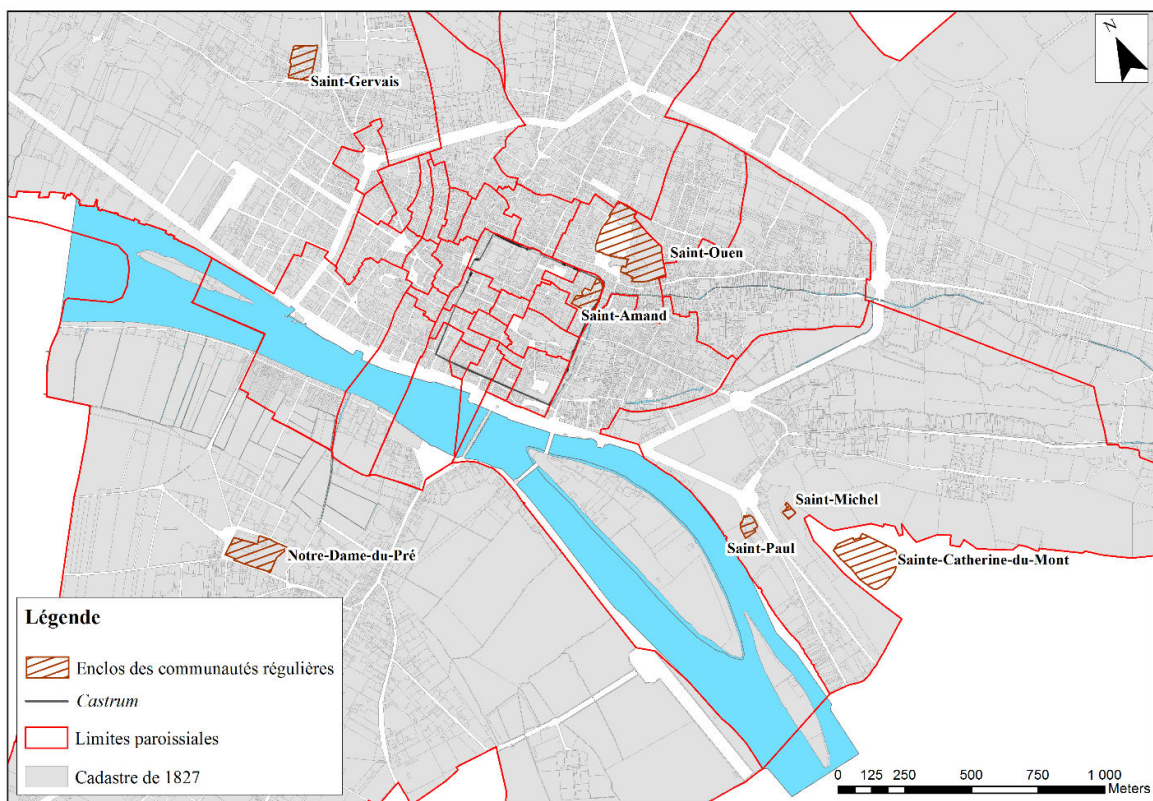 N
Saint-Gervais
Saint-Ouen
Saint-Amand
Saint-Michel
Saint-Paul
Sainte-Catherine-du-Mont
Notre-Dame-du-Pré
Légende
Enclos des communautés régulières
Castrum
Limites paroissiales
Cadastre de 1827
0 125 250 500 750 1 000
Meters